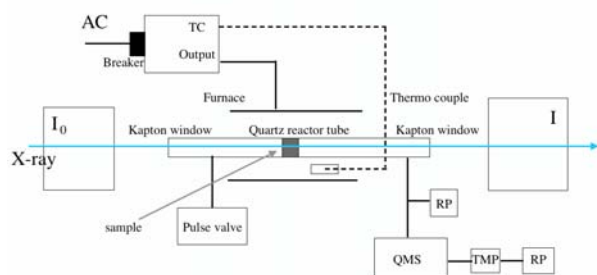 AC
TC
Output
Breaker
Furnace
Thermo couple
I₀
I
Kapton window
Quartz reactor tube
Kapton window
X-ray
sample
Pulse valve
RP
QMS
TMP
RP